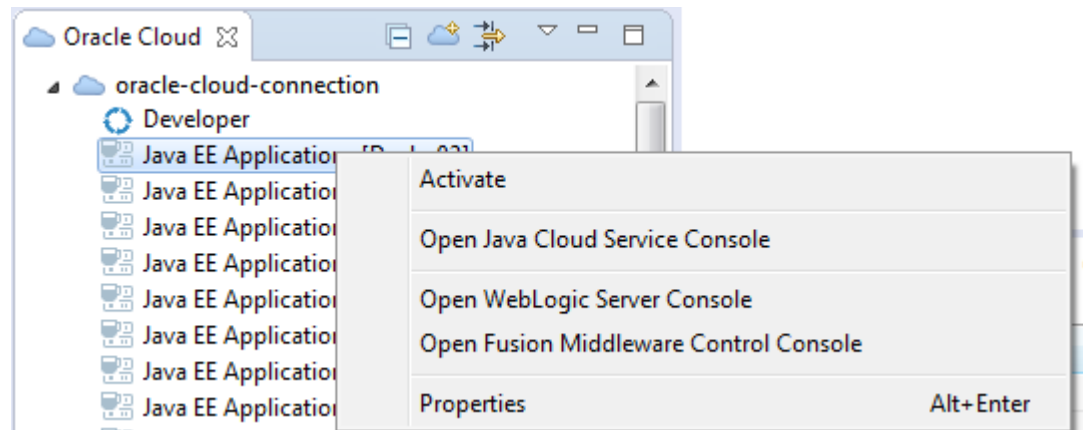 Oracle Cloud
oracle-cloud-connection
Developer
Java EE Application
Activate
Java EE Application
Java EE Application
Open Java Cloud Service Console
Java EE Application
Java EE Application
Open WebLogic Server Console
Java EE Application
Open Fusion Middleware Control Console
Java EE Application
Java EE Application
Properties Alt+Enter